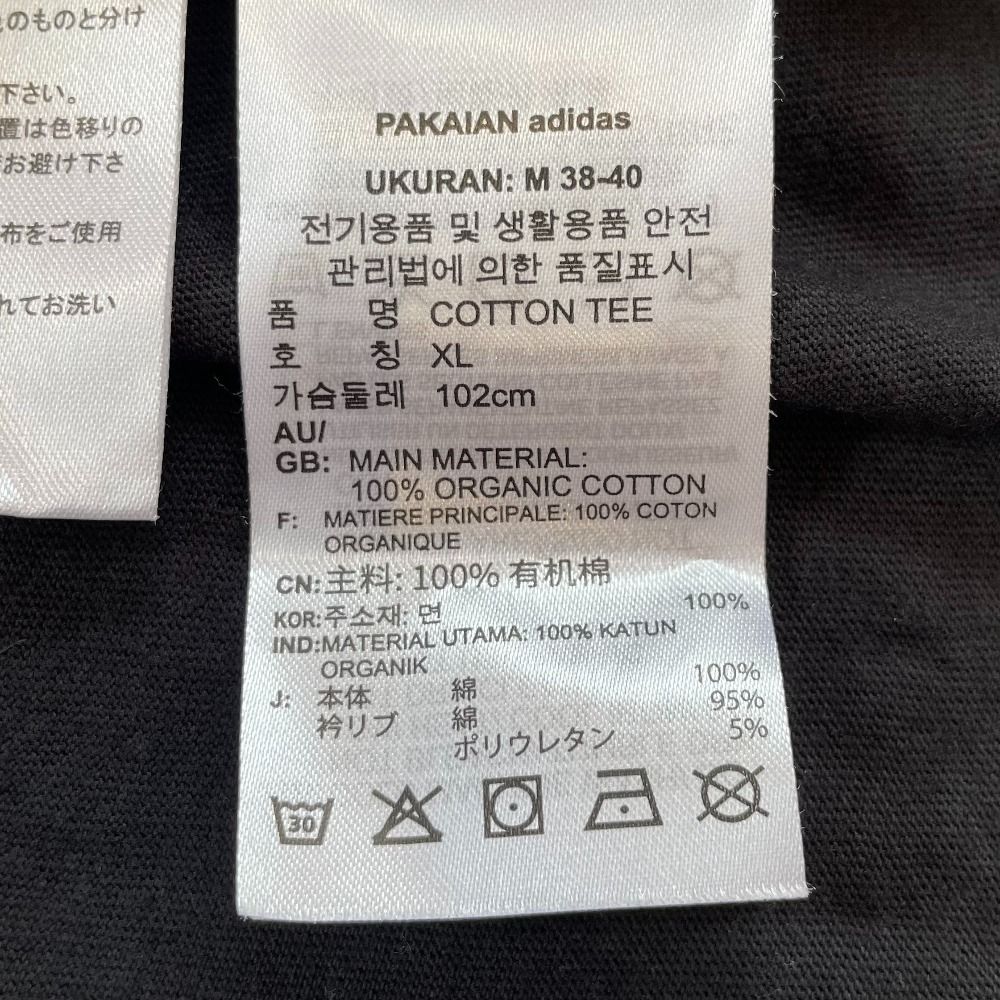 のものと分け
下さい。
置は色移りの
お避け下さ
布をご使用
れてお洗い
PAKAIAN adidas
UKURAN: M 38-40
전기용품 및 생활용품 안전
관리법에 의한 품질표시
품 명 COTTON TEE
호 칭 XL
가슴둘레 102cm
AU/
GB: MAIN MATERIAL:
100% ORGANIC COTTON
F: MATIERE PRINCIPALE: 100% COTON
ORGANIQUE
CN: 主料: 100% 有机棉
KOR: 주소재: 면 100%
IND: MATERIAL UTAMA: 100% KATUN
ORGANIK
J: 本体 綿 100%
衿リブ 綿 95%
ポリウレタン 5%
30